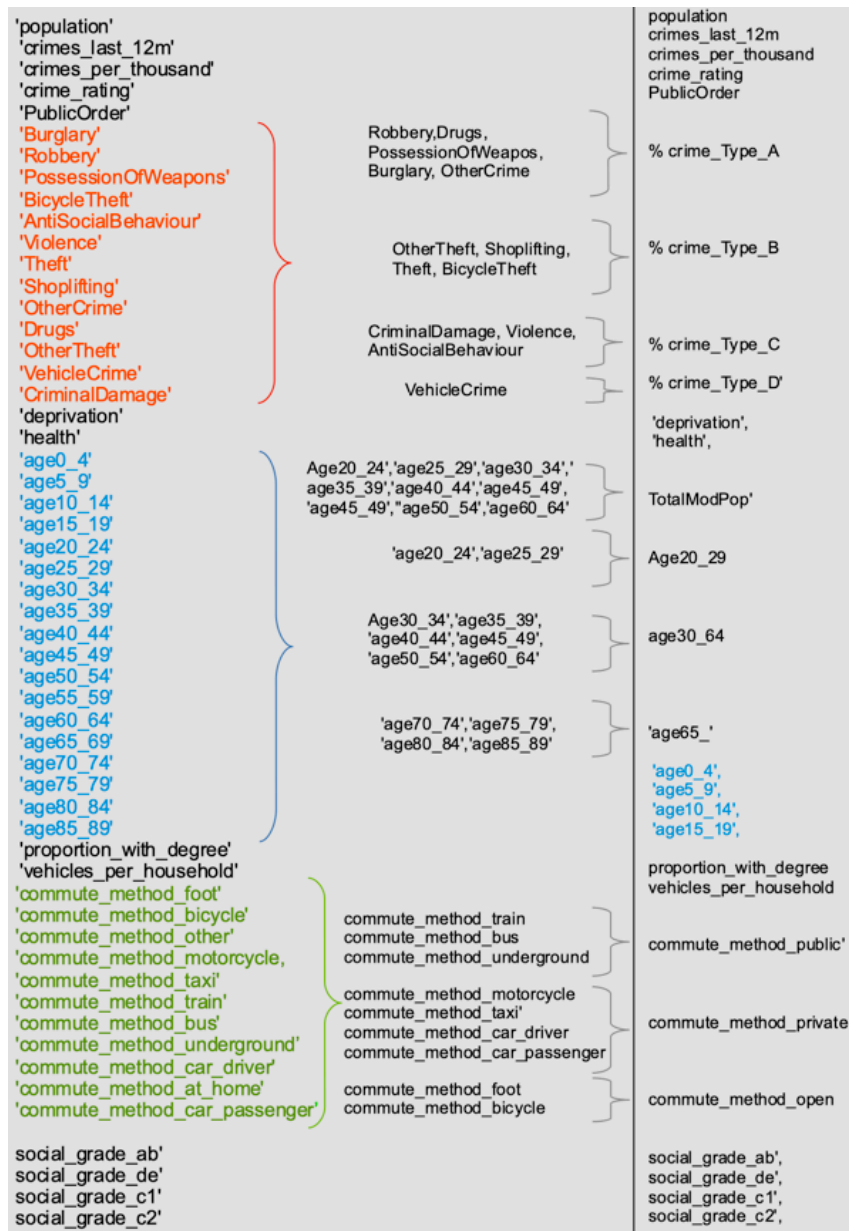 'population'
'crimes_last_12m'
'crimes_per_thousand'
'crime_rating'
'PublicOrder'
'Burglary'
'Robbery'
'PossessionOfWeapons'
'BicycleTheft'
'AntiSocialBehaviour'
'Violence'
'Theft'
'Shoplifting'
'OtherCrime'
'Drugs'
'OtherTheft'
'VehicleCrime'
'CriminalDamage'
'deprivation'
'health'
'age0_4'
'age5_9'
'age10_14'
'age15_19'
'age20_24'
'age25_29'
'age30_34'
'age35_39'
'age40_44'
'age45_49'
'age50_54'
'age55_59'
'age60_64'
'age65_69'
'age70_74'
'age75_79'
'age80_84'
'age85_89'
'proportion_with_degree'
'vehicles_per_household'
'commute_method_foot'
'commute_method_bicycle'
'commute_method_other'
'commute_method_motorcycle,
'commute_method_taxi'
'commute_method_train'
'commute_method_bus'
'commute_method_underground'
'commute_method_car_driver'
'commute_method_at_home'
'commute_method_car_passenger'
social_grade_ab'
social_grade_de'
social_grade_c1'
social_grade_c2'
Robbery,Drugs,
PossessionOfWeapos,
Burglary, OtherCrime
OtherTheft, Shoplifting,
Theft, BicycleTheft
CriminalDamage, Violence,
AntiSocialBehaviour
VehicleCrime
Age20_24','age25_29','age30_34','
age35_39','age40_44','age45_49',
'age45_49',"age50_54','age60_64'
'age20_24','age25_29'
Age30_34','age35_39',
'age40_44','age45_49',
'age50_54','age60_64'
'age70_74','age75_79',
'age80_84','age85_89'
commute_method_train
commute_method_bus
commute_method_underground
commute_method_motorcycle
commute_method_taxi'
commute_method_car_driver
commute_method_car_passenger
commute_method_foot
commute_method_bicycle
population
crimes_last_12m
crimes_per_thousand
crime_rating
PublicOrder
% crime_Type_A
% crime_Type_B
% crime_Type_C
% crime_Type_D'
'deprivation',
'health',
TotalModPop'
Age20_29
age30_64
'age65_'
'age0_4',
'age5_9',
'age10_14',
'age15_19',
proportion_with_degree
vehicles_per_household
commute_method_public'
commute_method_private
commute_method_open
social_grade_ab',
social_grade_de',
social_grade_c1',
social_grade_c2',